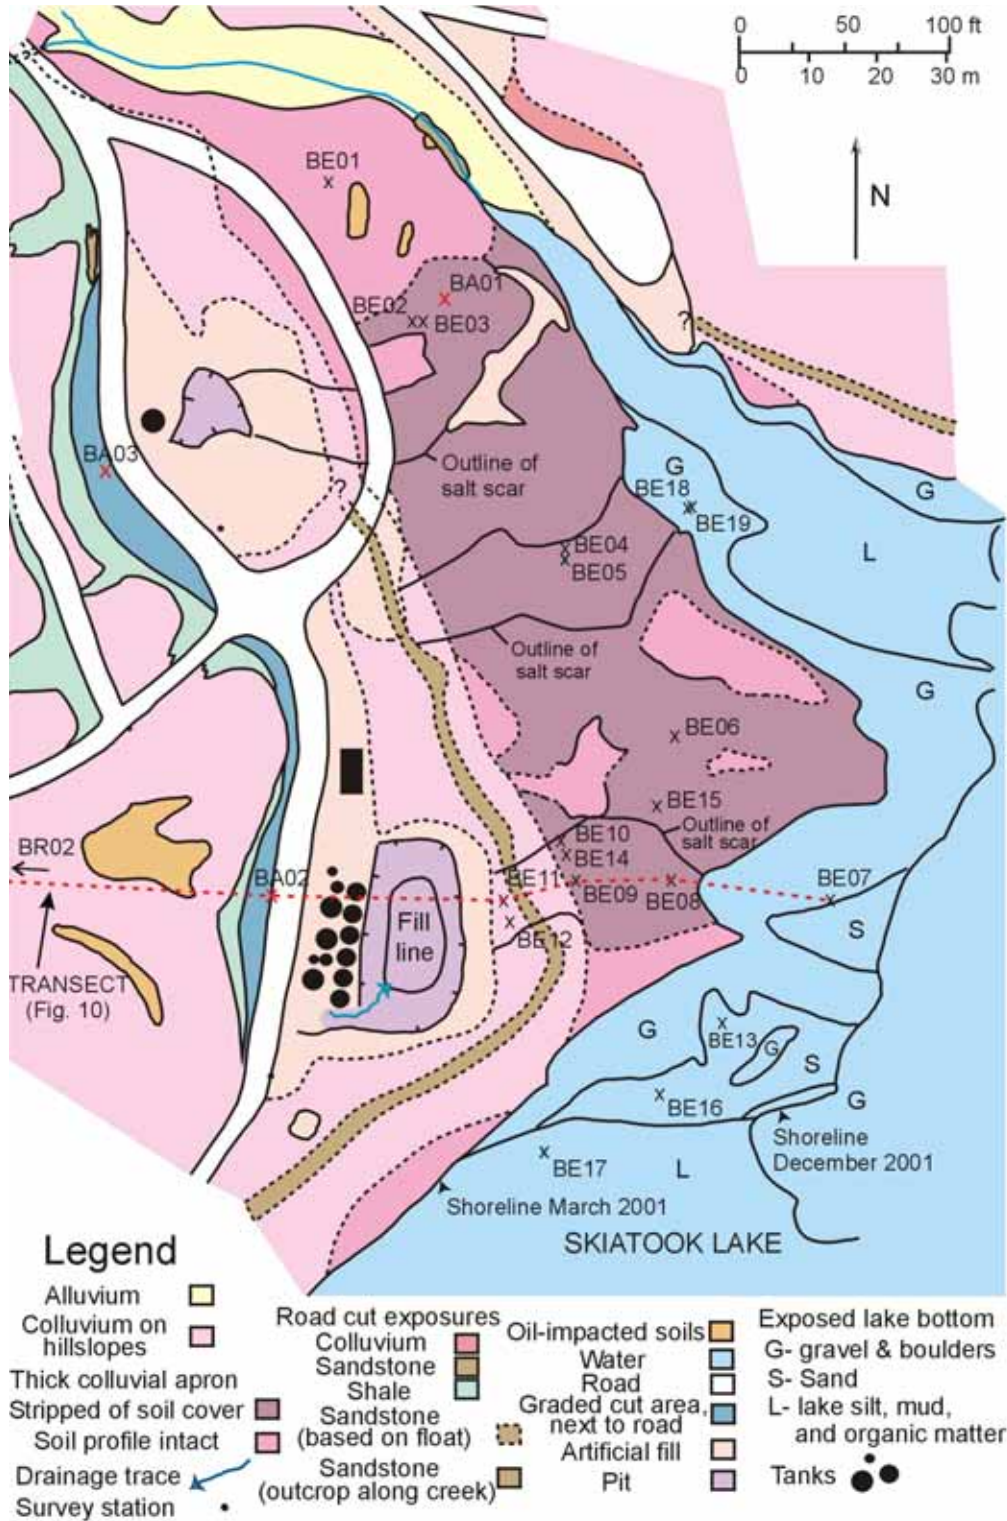 0 50 100 ft
0 10 20 30 m
N
?
BE01
BA01
BE02
BE03
?
BA03
Outline of
salt scar
G
G
BE18
BE19
?
L
BE04
BE05
Outline of
salt scar
G
BE06
BE15
Outline of
salt scar
BE10
BE14
BR02
BA02
BE11
BE09
BE08
BE07
Fill
line
BE12
S
TRANSECT
(Fig. 10)
G
BE13
G
S
G
BE16
Shoreline
December 2001
BE17
L
Shoreline March 2001
SKIATOOK LAKE
Legend
Alluvium
Colluvium on
hillslopes
Thick colluvial apron
Stripped of soil cover
Soil profile intact
Drainage trace
Survey station
Road cut exposures
Colluvium
Sandstone
Shale
Sandstone
(based on float)
Sandstone
(outcrop along creek)
Oil-impacted soils
Water
Road
Graded cut area,
next to road
Artificial fill
Pit
Exposed lake bottom
G- gravel & boulders
S- Sand
L- lake silt, mud,
and organic matter
Tanks